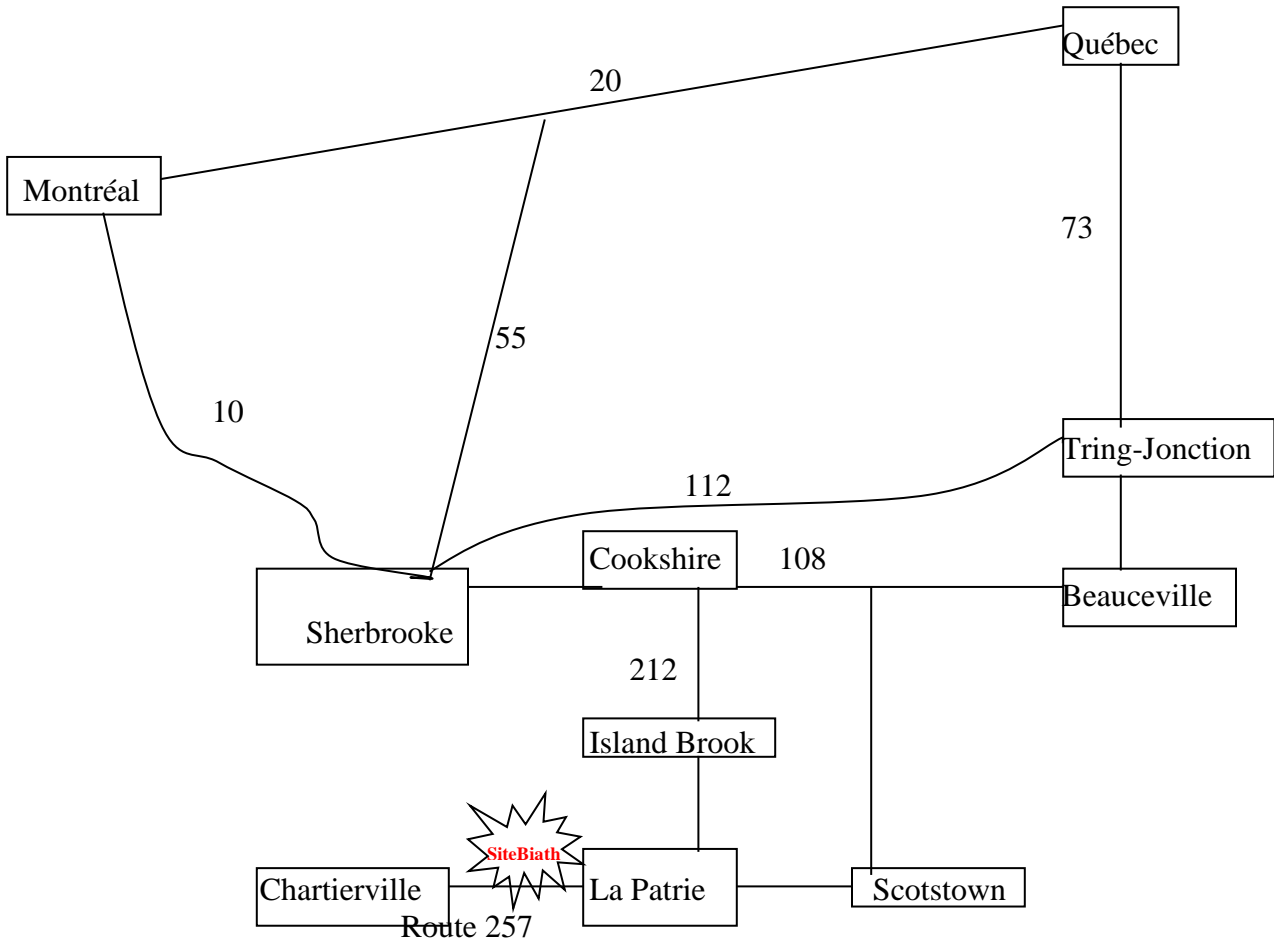 Québec
20
Montréal
73
55
10
Tring-Jonction
112
Cookshire
108
Beauceville
Sherbrooke
212
Island Brook
SiteBiath
Chartierville
La Patrie
Scotstown
Route 257